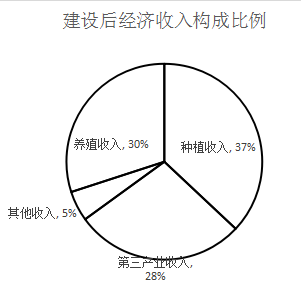 建设后经济收入构成比例
养殖收入, 30%
种植收入, 37%
其他收入, 5%
第三产业收入,
28%